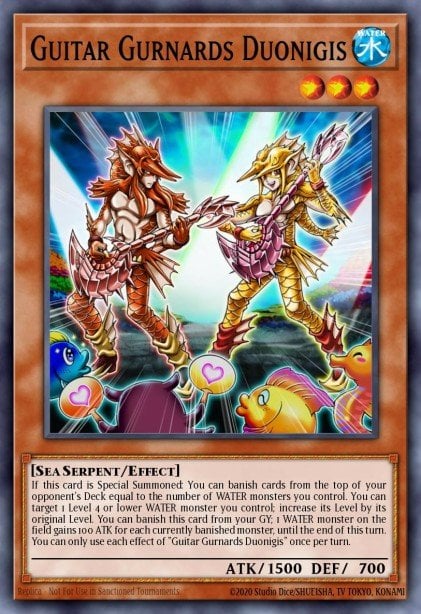 GUITAR GURNARDS DUONIGIS
WATER
水
[SEA SERPENT/EFFECT]
If this card is Special Summoned: You can banish cards from the top of your
opponent's Deck equal to the number of WATER monsters you control. You can
target 1 Level 4 or lower WATER monster you control; increase its Level by
its original Level. You can banish this card from your GY; 1 WATER monster on the
field gains 100 ATK for each currently banished monster, until the end of this turn.
You can only use each effect of "Guitar Gurnards Duonigis" once per turn.
ATK/1500 DEF/ 700
Replica - Not For Use in Sanctioned Tournaments
©2020 Studio Dice/SHUEISHA, TV TOKYO, KONAMI